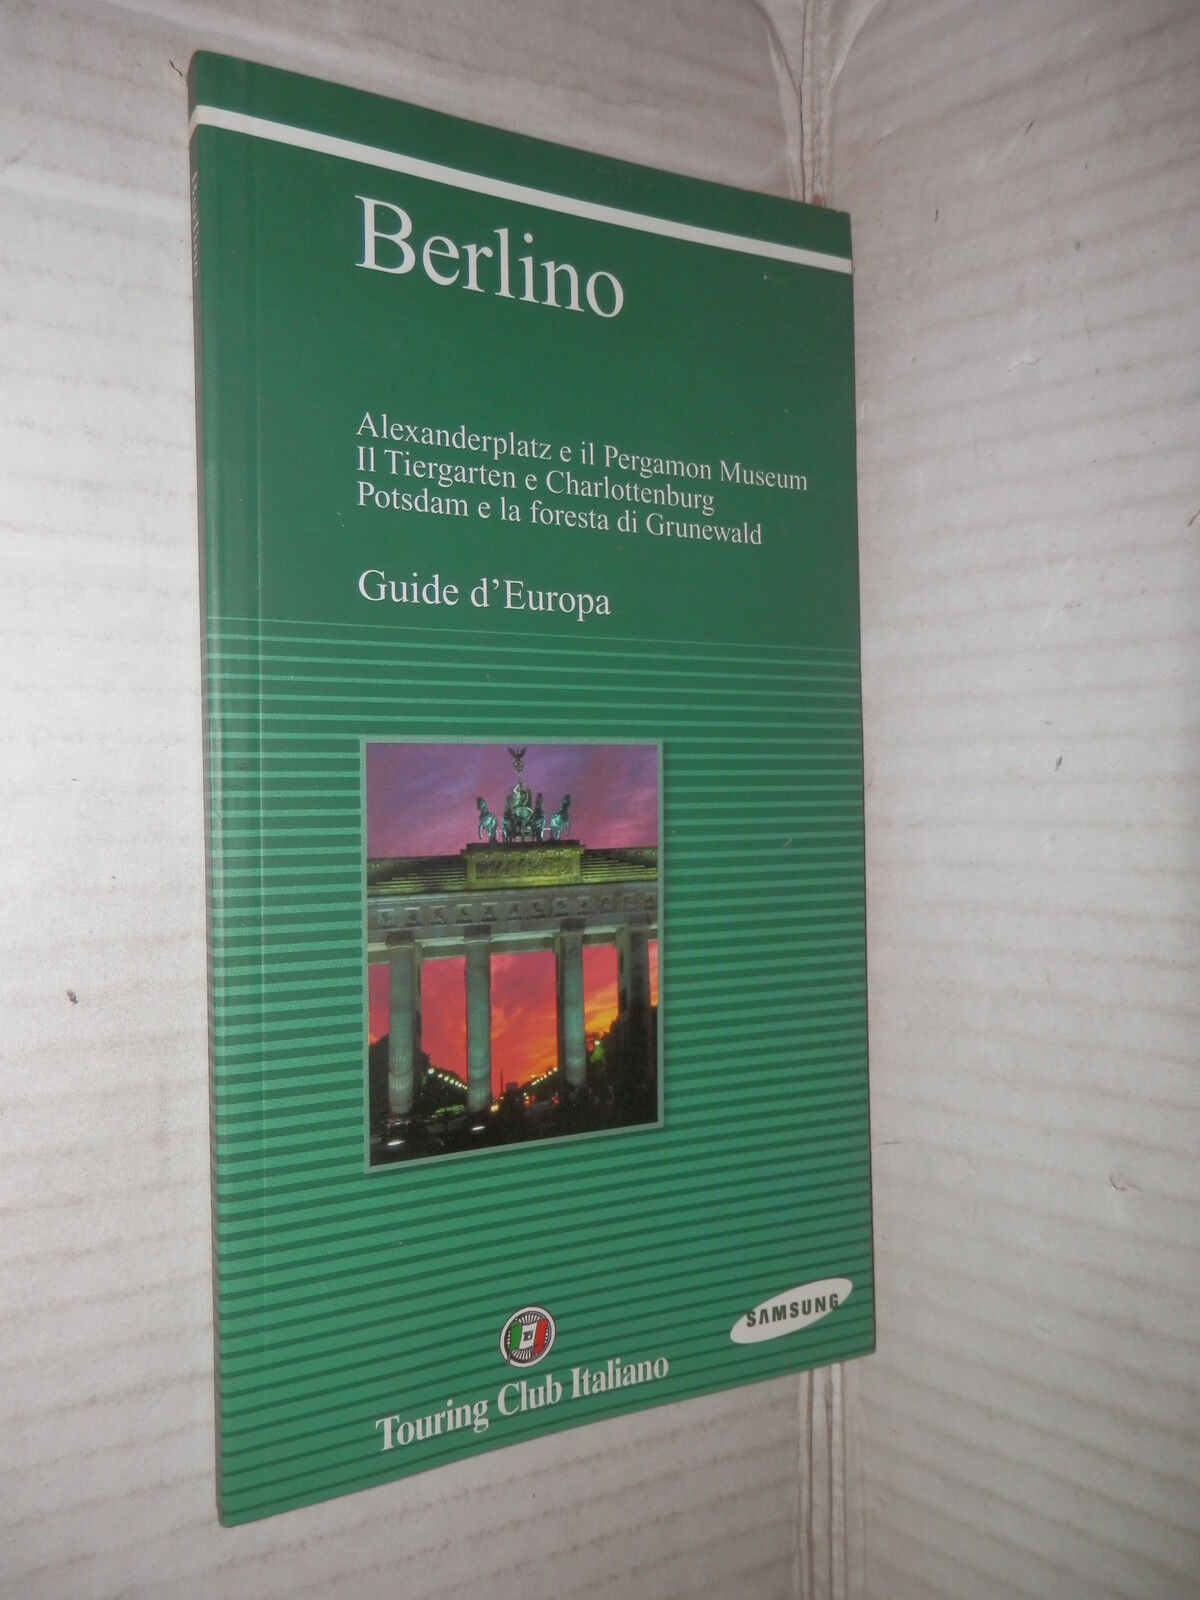 Berlino
Berlino
Alexanderplatz e il Pergamon Museum
Il Tiergarten e Charlottenburg
Potsdam e la foresta di Grunewald
Guide d'Europa
SAMSUNG
Touring Club Italiano